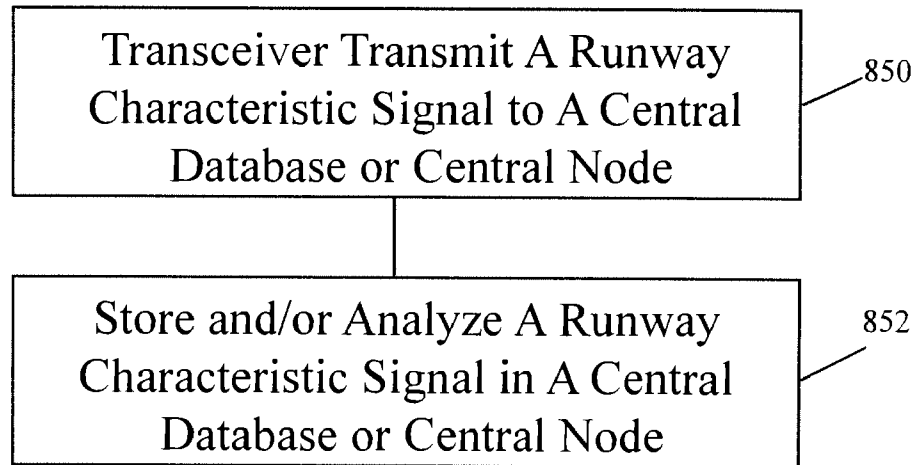 Transceiver Transmit A Runway
Characteristic Signal to A Central
Database or Central Node
850
Store and/or Analyze A Runway
Characteristic Signal in A Central
Database or Central Node
852